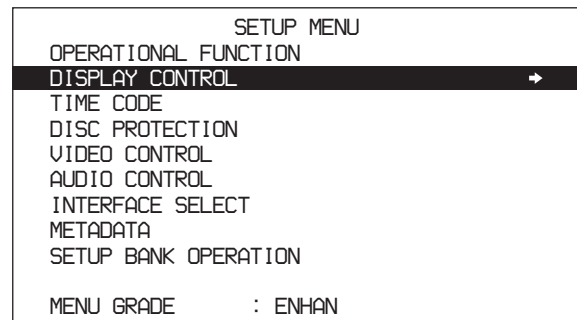 SETUP MENU
OPERATIONAL FUNCTION
DISPLAY CONTROL →
TIME CODE
DISC PROTECTION
VIDEO CONTROL
AUDIO CONTROL
INTERFACE SELECT
METADATA
SETUP BANK OPERATION
MENU GRADE : ENHAN